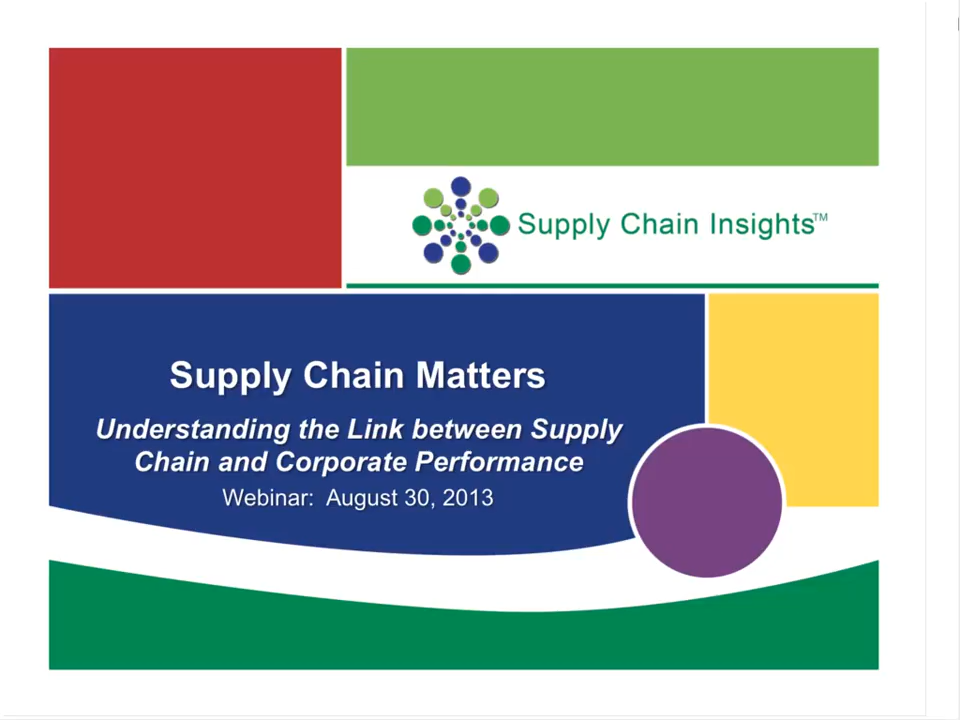 Supply Chain Insights™
Supply Chain Matters
Understanding the Link between Supply
Chain and Corporate Performance
Webinar: August 30, 2013